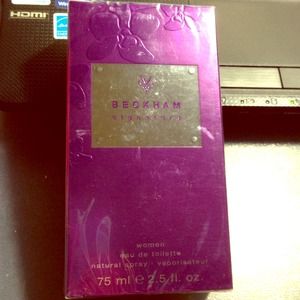 HDMI
BECKHAM
signature
women
eau de toilette
natural spray · vaporisateur
75 ml e 2.5 fl. oz.